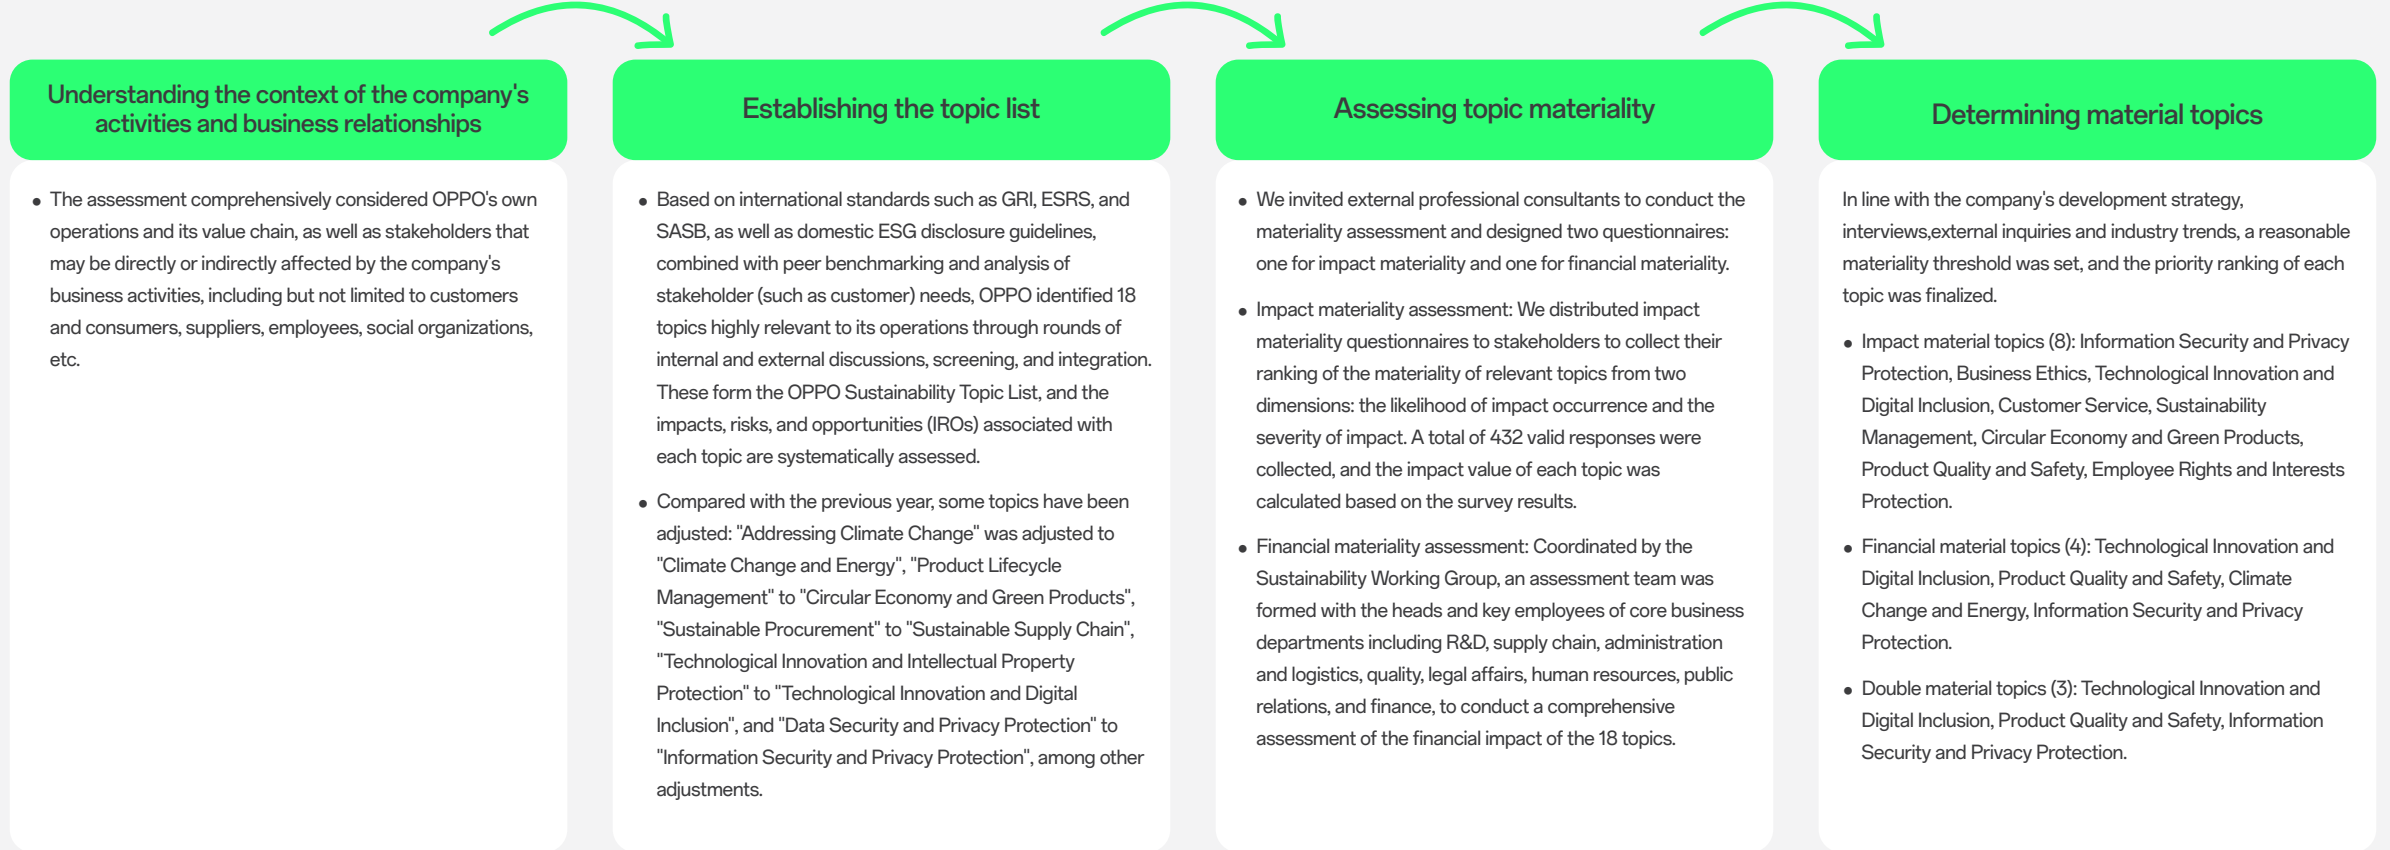 Understanding the context of the company's
activities and business relationships
• The assessment comprehensively considered OPPO's own
operations and its value chain, as well as stakeholders that
may be directly or indirectly affected by the company's
business activities, including but not limited to customers
and consumers, suppliers, employees, social organizations,
etc.
Establishing the topic list
• Based on international standards such as GRI, ESRS, and
SASB, as well as domestic ESG disclosure guidelines,
combined with peer benchmarking and analysis of
stakeholder (such as customer) needs, OPPO identified 18
topics highly relevant to its operations through rounds of
internal and external discussions, screening, and integration.
These form the OPPO Sustainability Topic List, and the
impacts, risks, and opportunities (IROs) associated with
each topic are systematically assessed.
• Compared with the previous year, some topics have been
adjusted: "Addressing Climate Change" was adjusted to
"Climate Change and Energy", "Product Lifecycle
Management" to "Circular Economy and Green Products",
"Sustainable Procurement" to "Sustainable Supply Chain",
"Technological Innovation and Intellectual Property
Protection" to "Technological Innovation and Digital
Inclusion", and "Data Security and Privacy Protection" to
"Information Security and Privacy Protection", among other
adjustments.
Assessing topic materiality
• We invited external professional consultants to conduct the
materiality assessment and designed two questionnaires:
one for impact materiality and one for financial materiality.
• Impact materiality assessment: We distributed impact
materiality questionnaires to stakeholders to collect their
ranking of the materiality of relevant topics from two
dimensions: the likelihood of impact occurrence and the
severity of impact. A total of 432 valid responses were
collected, and the impact value of each topic was
calculated based on the survey results.
• Financial materiality assessment: Coordinated by the
Sustainability Working Group, an assessment team was
formed with the heads and key employees of core business
departments including R&D, supply chain, administration
and logistics, quality, legal affairs, human resources, public
relations, and finance, to conduct a comprehensive
assessment of the financial impact of the 18 topics.
Determining material topics
In line with the company's development strategy,
interviews,external inquiries and industry trends, a reasonable
materiality threshold was set, and the priority ranking of each
topic was finalized.
• Impact material topics (8): Information Security and Privacy
Protection, Business Ethics, Technological Innovation and
Digital Inclusion, Customer Service, Sustainability
Management, Circular Economy and Green Products,
Product Quality and Safety, Employee Rights and Interests
Protection.
• Financial material topics (4): Technological Innovation and
Digital Inclusion, Product Quality and Safety, Climate
Change and Energy, Information Security and Privacy
Protection.
• Double material topics (3): Technological Innovation and
Digital Inclusion, Product Quality and Safety, Information
Security and Privacy Protection.